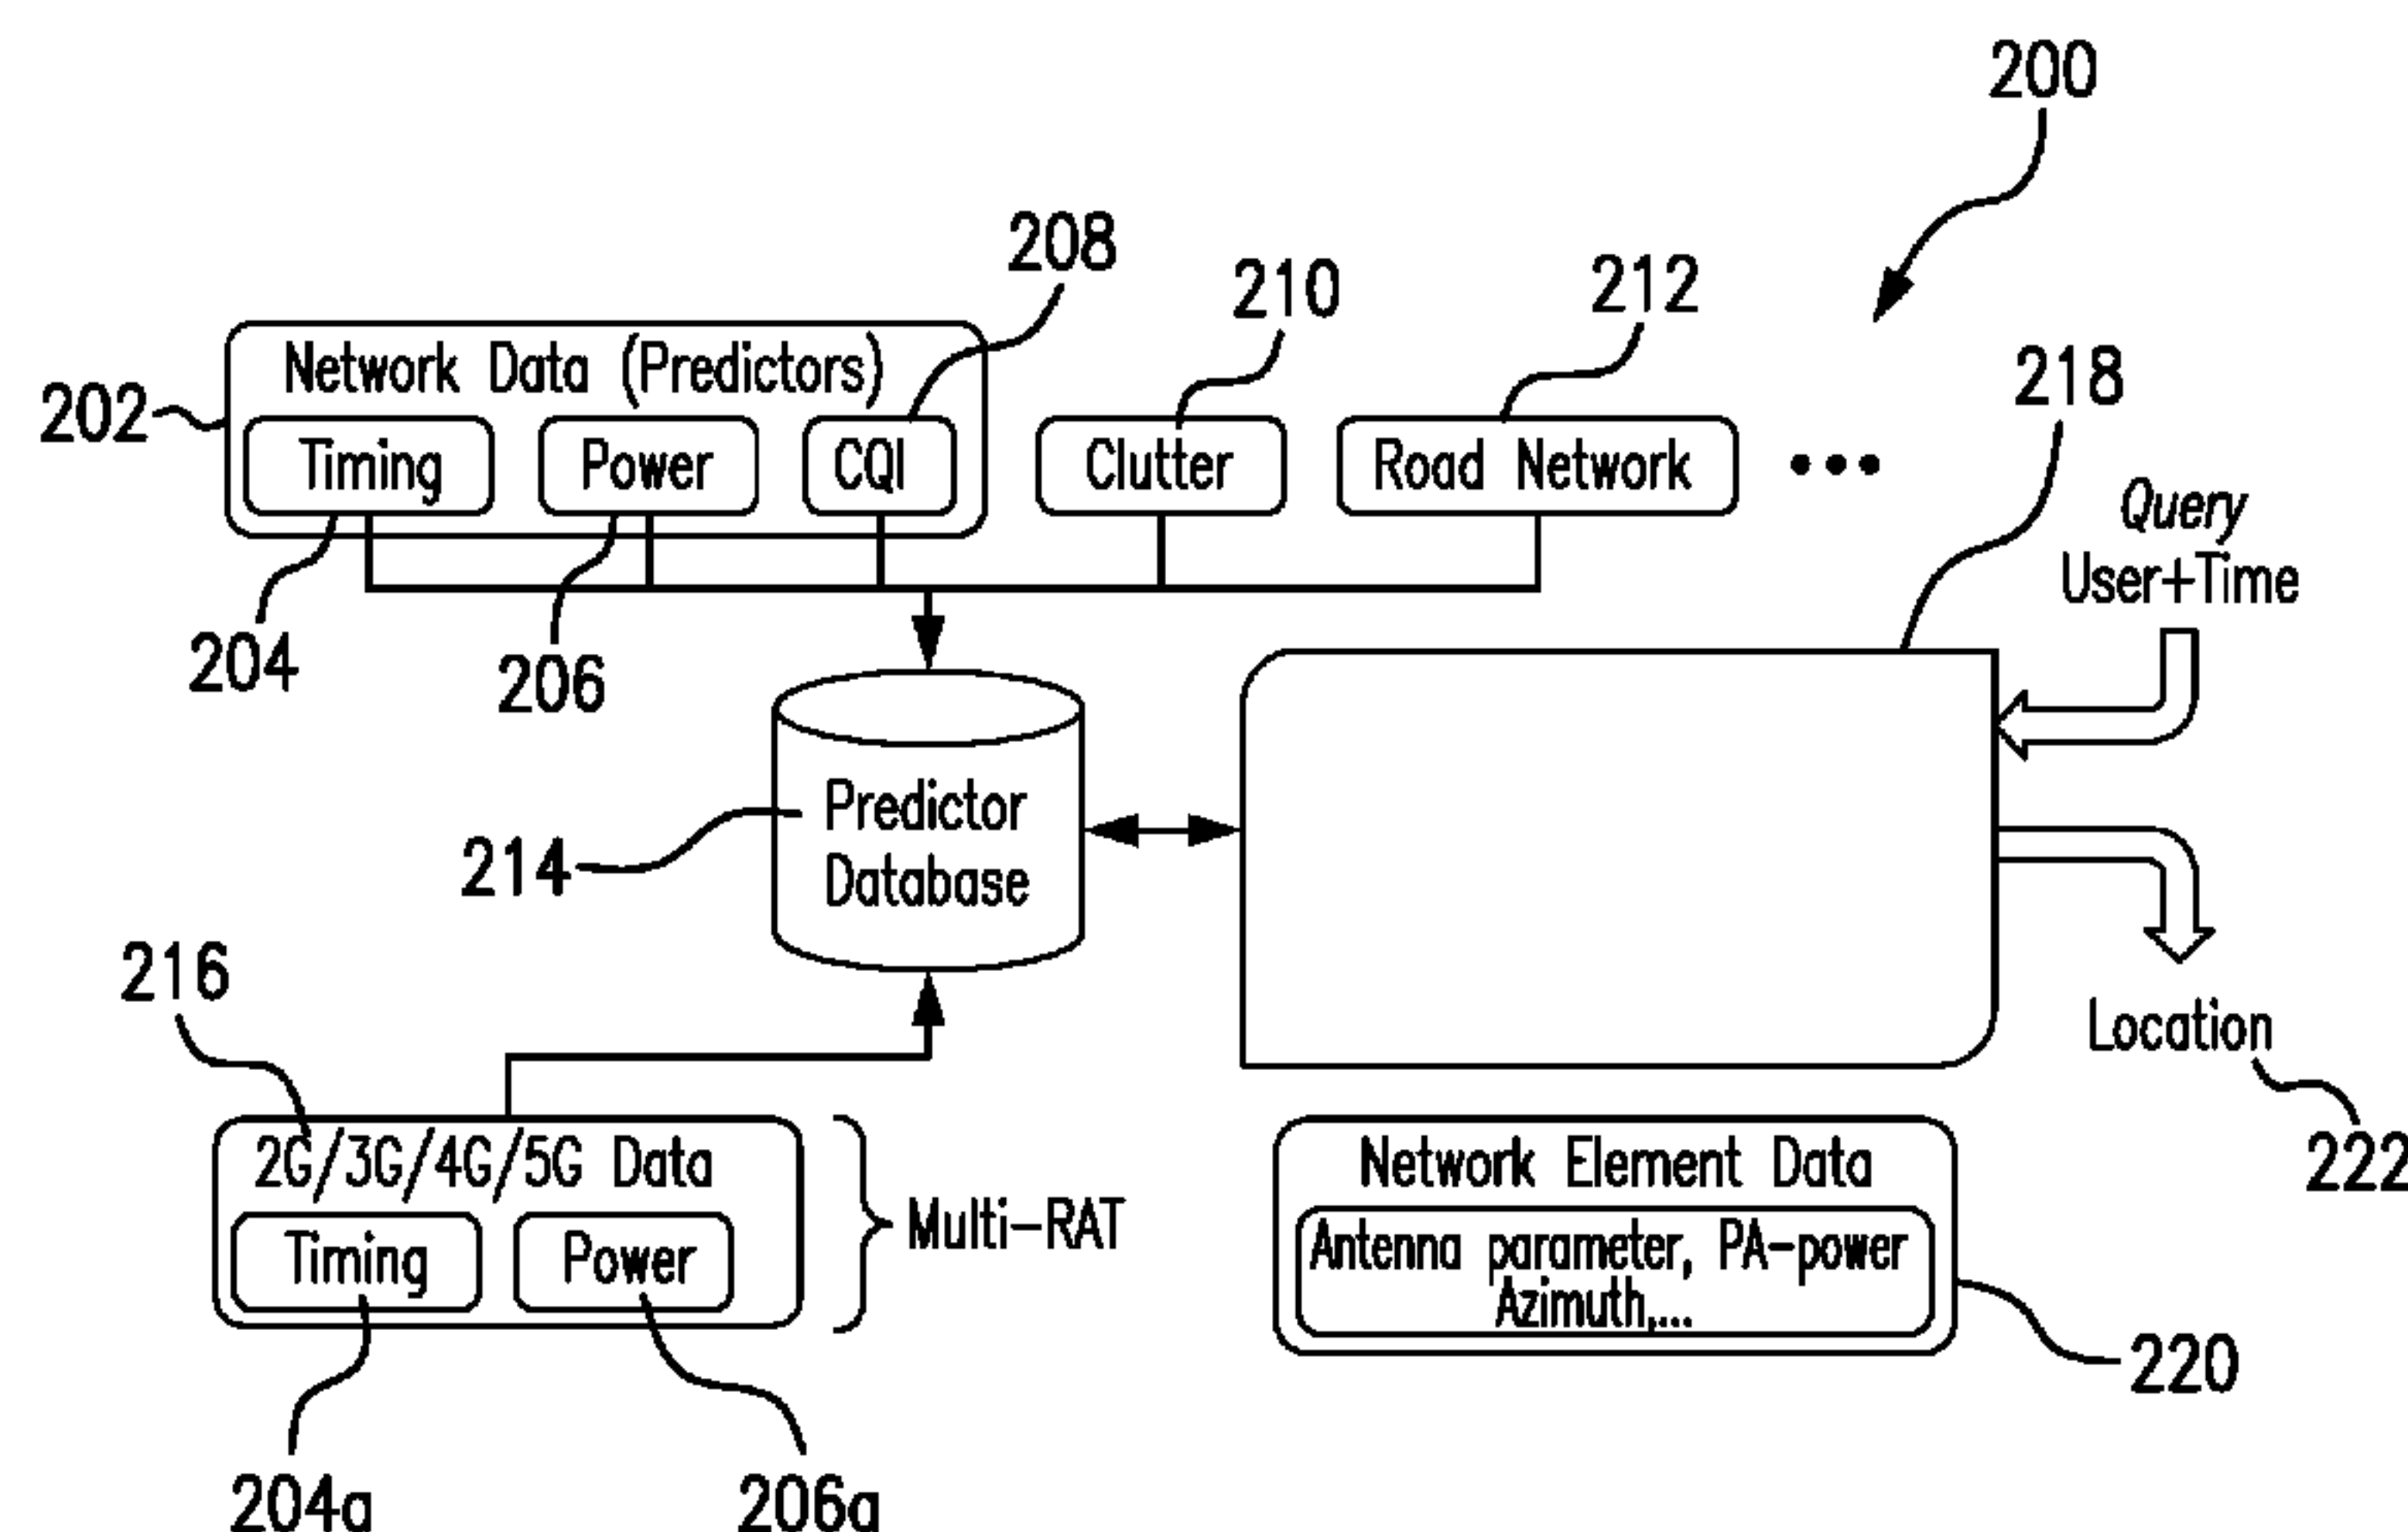 200
208
210
212
218
Network Data (Predictors)
202
Timing
Power
CQI
Clutter
Road Network
•••
Query
User+Time
204
206
Predictor
Database
214
216
Location
222
2G/3G/4G/5G Data
Timing
Power
Multi-RAT
Network Element Data
Antenna parameter, PA-power
Azimuth,...
220
204a
206a